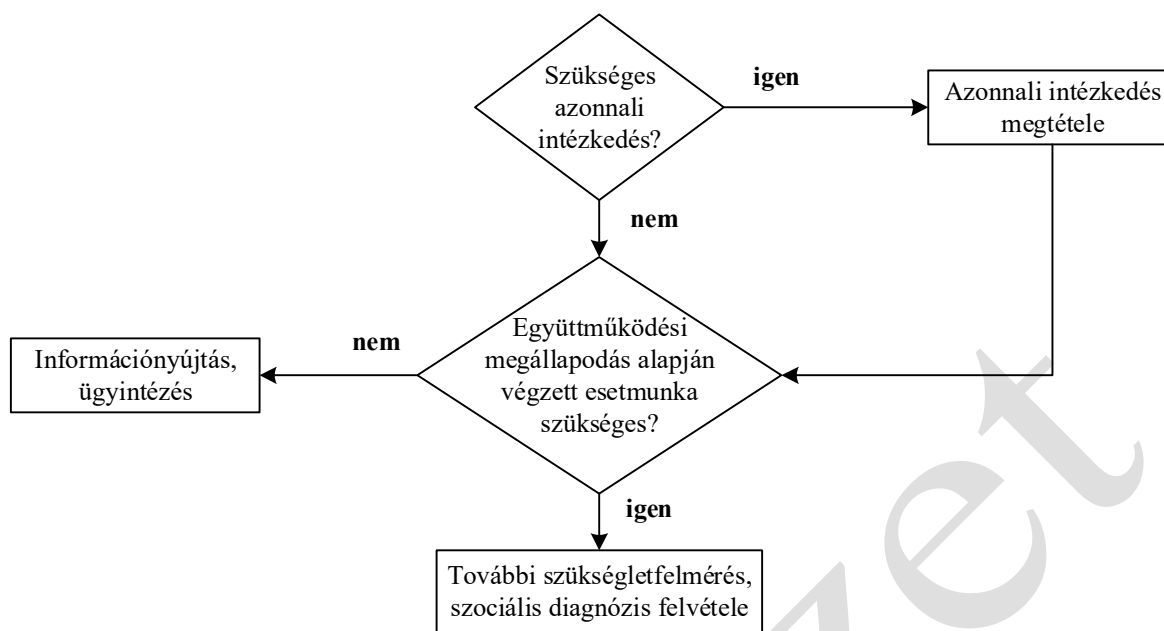 Szükséges
azonnali
intézkedés?
igen
Azonnali intézkedés
megtétele
nem
Együttműködési
megállapodás alapján
végzett esetmunka
szükséges?
nem
Információnyújtás,
ügyintézés
igen
További szükségletfelmérés,
szociális diagnózis felvétele
zet